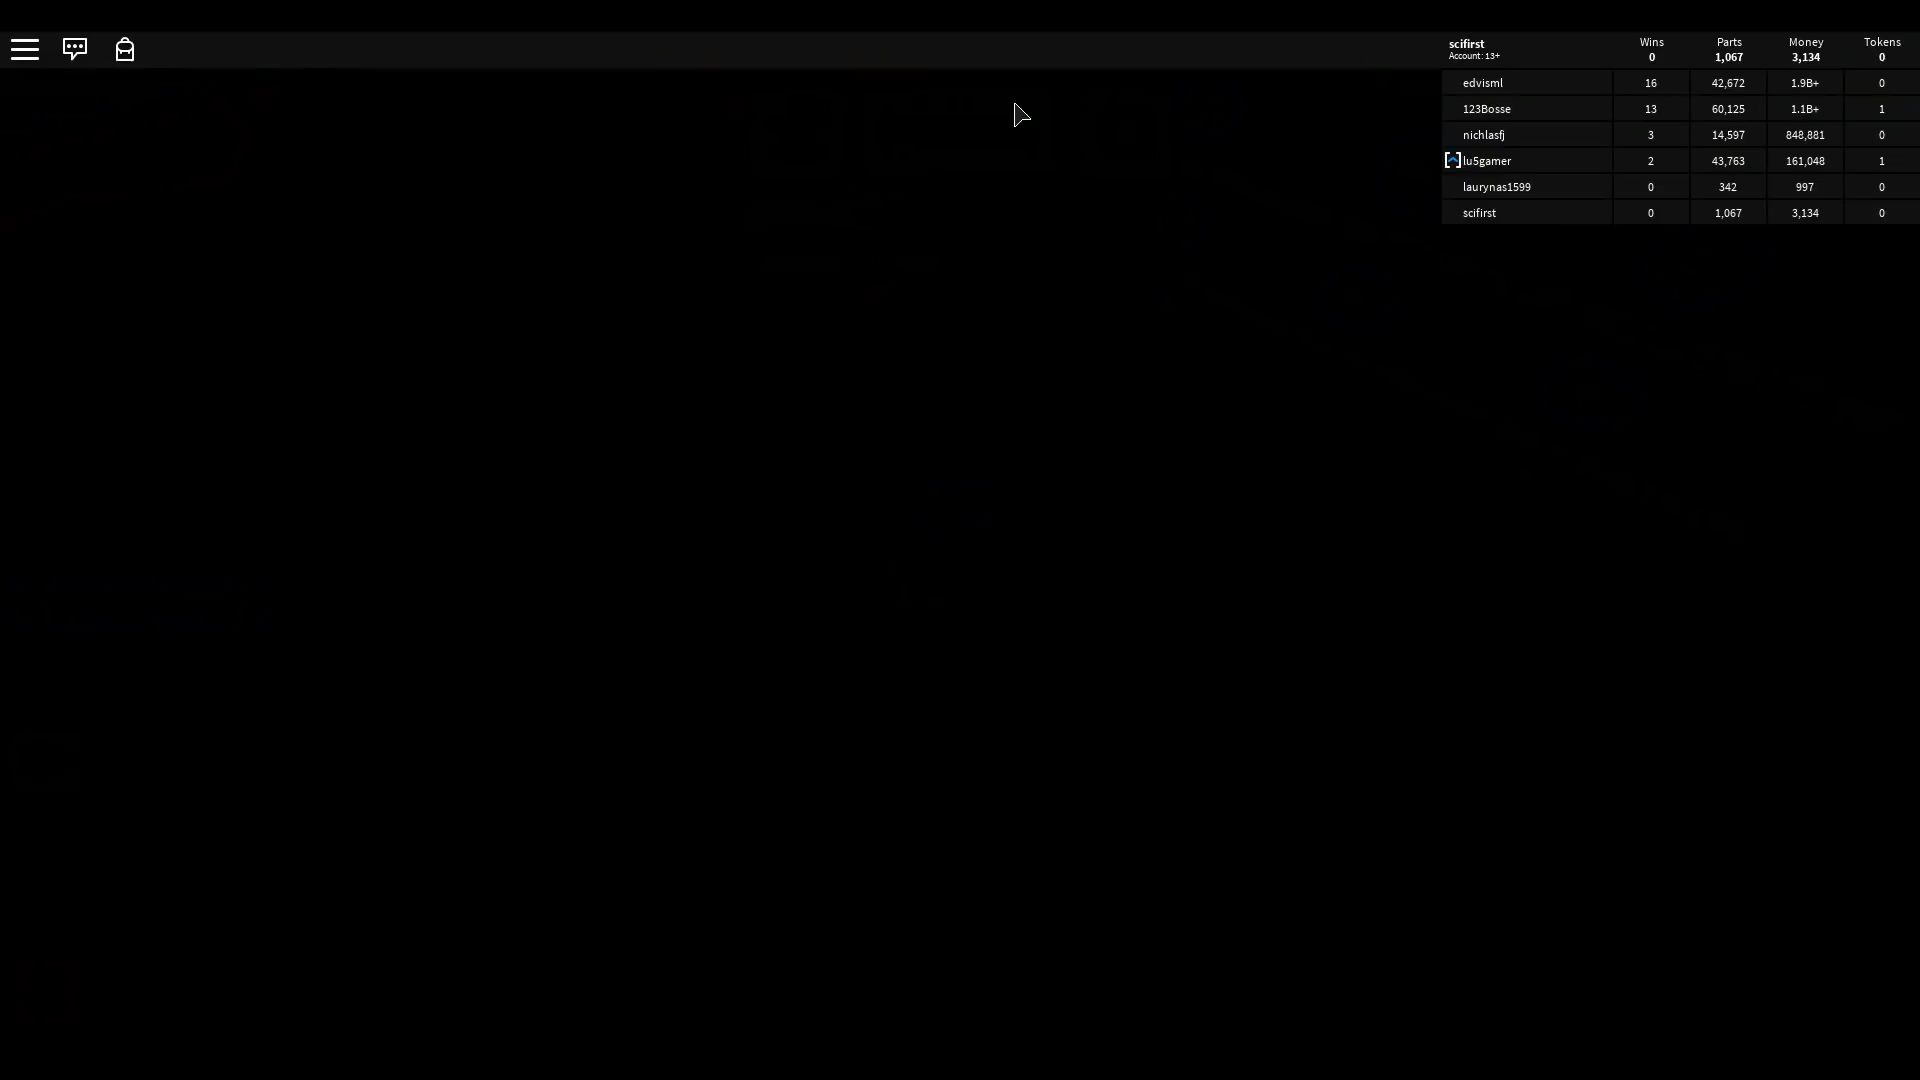 scifirst Wins Parts Money Tokens
Account: 13+ 0 1,067 3,134 0
edvisml 16 42,672 1.9B+ 0
123Bosse 13 60,125 1.1B+ 1
nichlasfj 3 14,597 848,881 0
lu5gamer 2 43,763 161,048 1
laurynas1599 0 342 997 0
scifirst 0 1,067 3,134 0